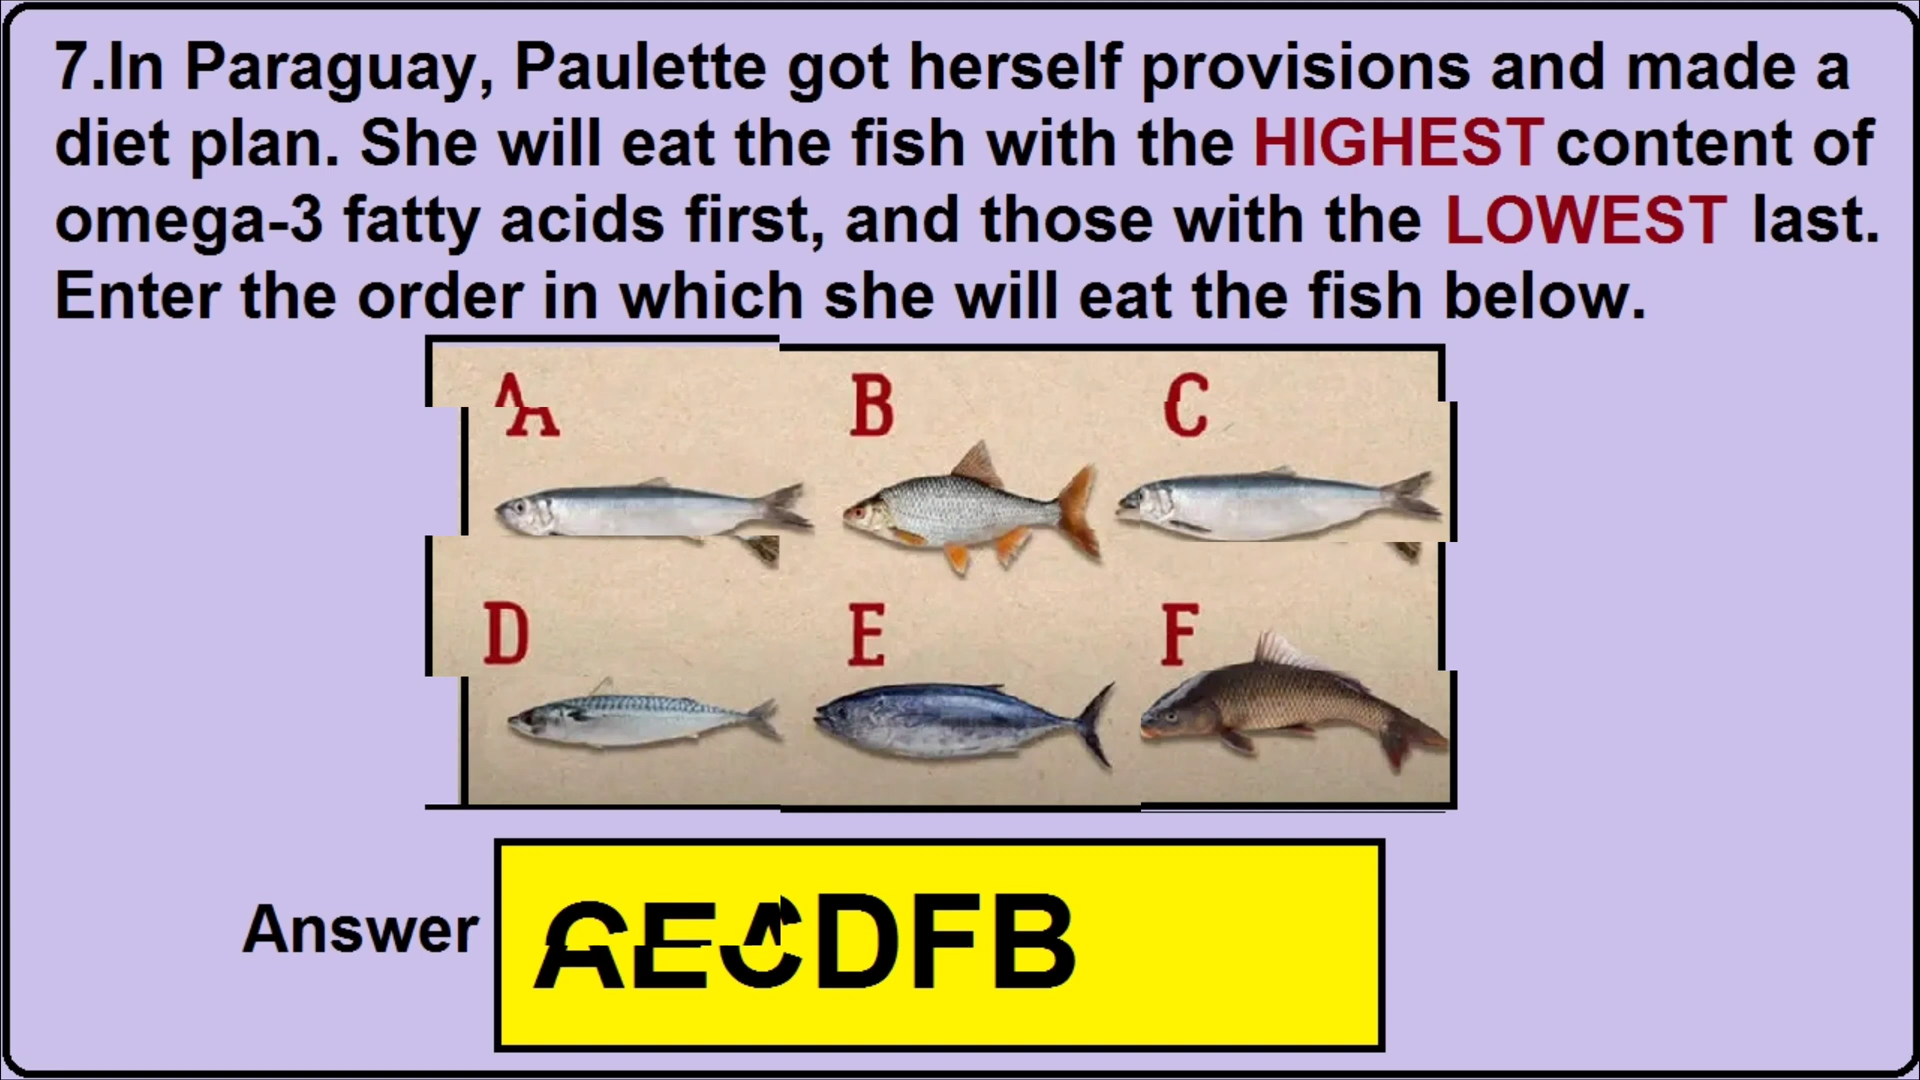 7.In Paraguay, Paulette got herself provisions and made a
diet plan. She will eat the fish with the HIGHEST content of
omega-3 fatty acids first, and those with the LOWEST last.
Enter the order in which she will eat the fish below.
A B C
D E F
Answer